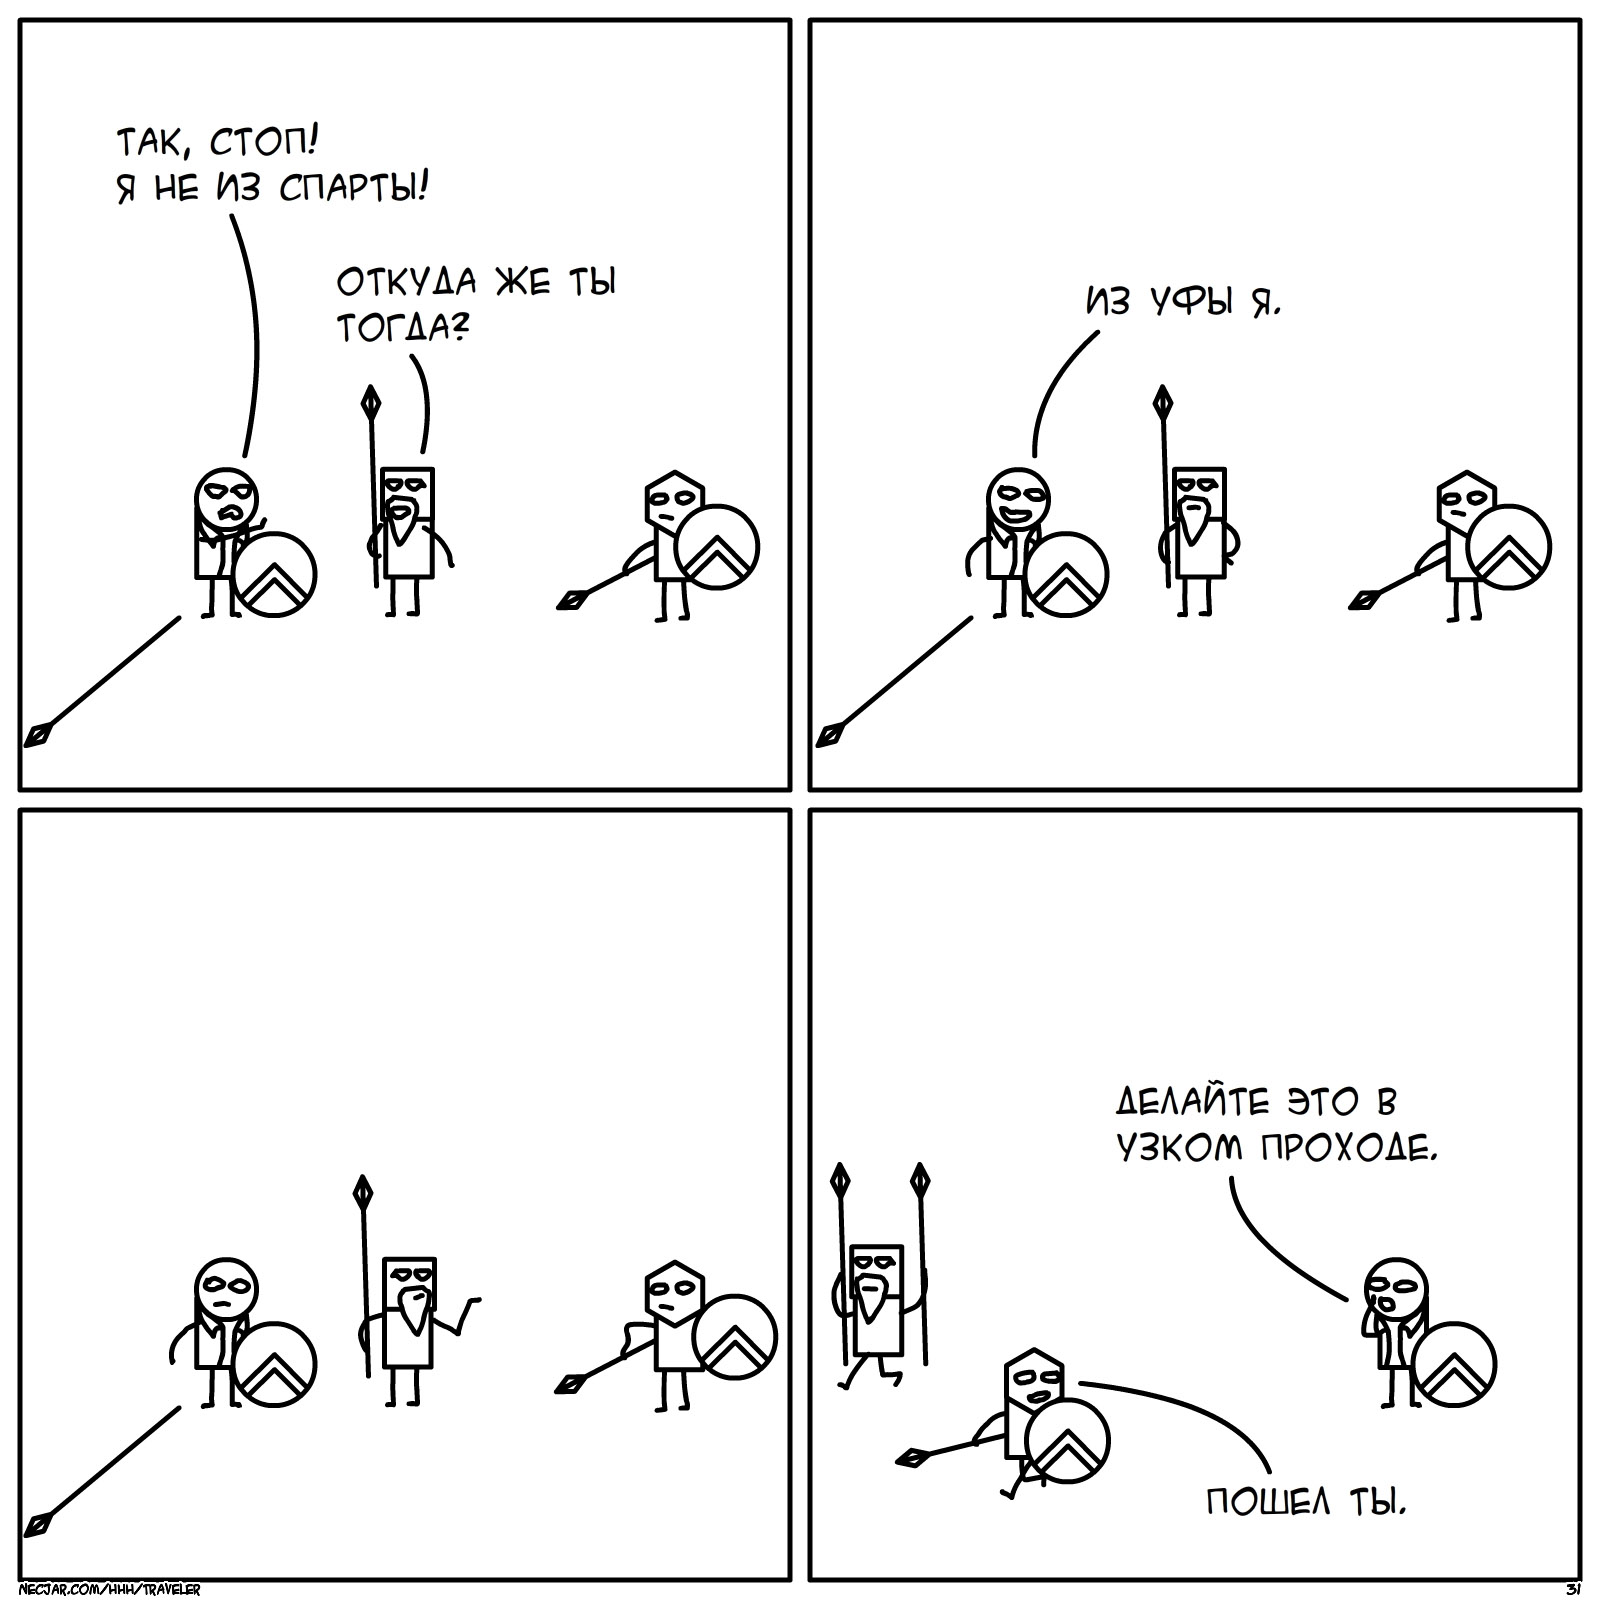 ТАК, СТОП!
Я НЕ ИЗ СПАРТЫ!
ОТКУДА ЖЕ ТЫ
ТОГДА?
ИЗ УФЫ Я.
ДЕЛАЙТЕ ЭТО В
УЗКОМ ПРОХОДЕ.
ПОШЕЛ ТЫ.
NECJAR.COM/HHH/TRAVELER
31